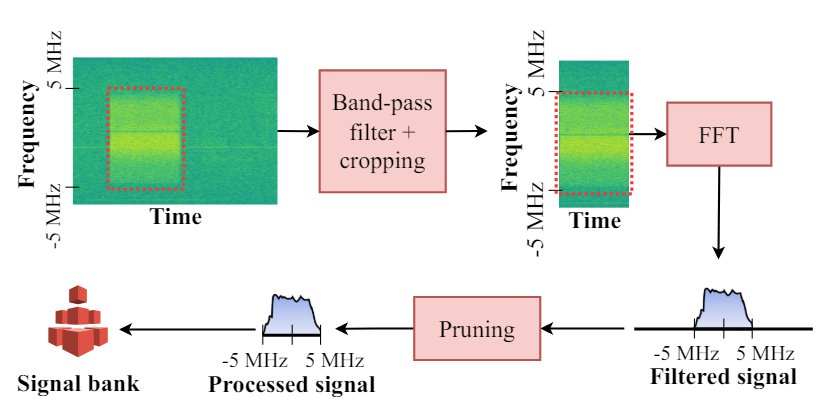 5 MHz
Frequency
-5 MHz
Time
Band-pass
filter +
cropping
5 MHz
Frequency
-5 MHz
Time
FFT
-5 MHz 5 MHz
Filtered signal
Pruning
-5 MHz 5 MHz
Processed signal
Signal bank